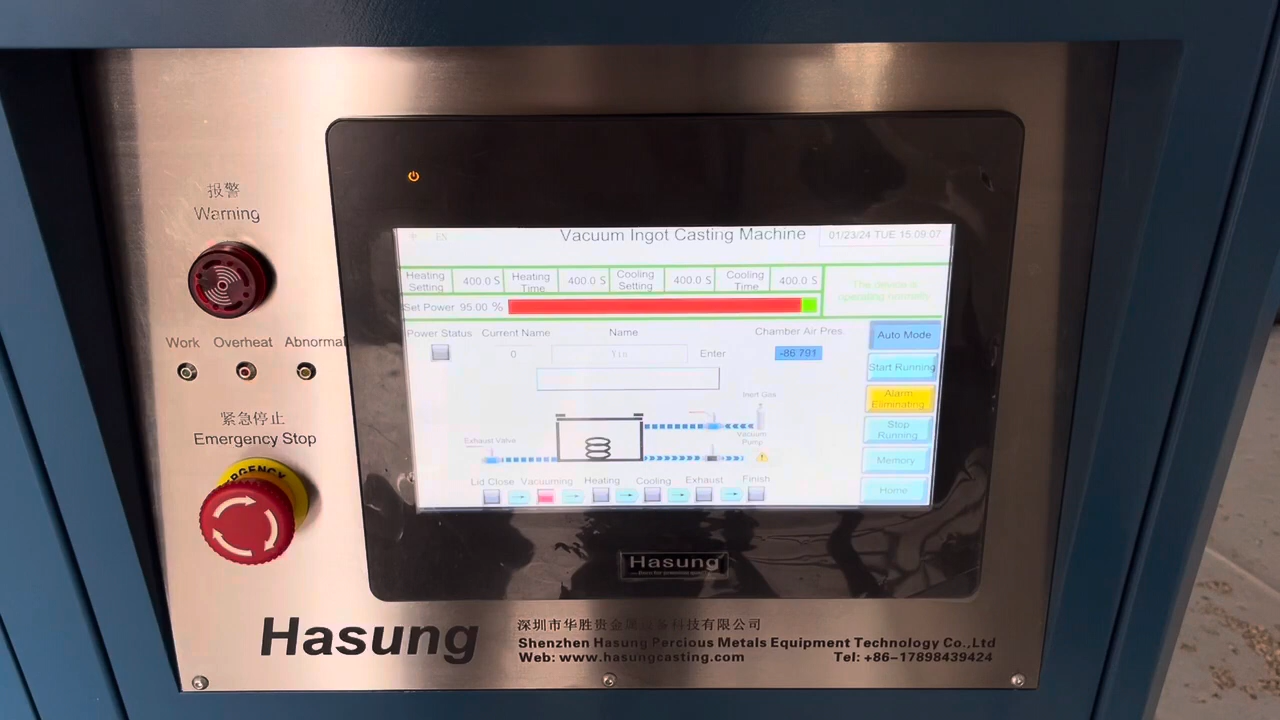 报警
Warning
Work Overheat Abnormal
紧急停止
Emergency Stop
ERGENCY
中 EN
Vacuum Ingot Casting Machine
01/23/24 TUE 15:09:07
Heating Setting 400.0 S Heating Time 400.0 S Cooling Setting 400.0 S Cooling Time 400.0 S
The device is operating normally
Set Power 95.00 %
Power Status Current Name Name Chamber Air Pres.
0 Yin Enter -86.791
Auto Mode
Start Running
Alarm Eliminating
Stop Running
Memory
Home
Inert Gas
Vacuum Pump
Exhaust Valve
Lid Close Vacuuming Heating Cooling Exhaust Finish
Hasung
Hasung
深圳市华胜贵金属设备科技有限公司
Shenzhen Hasung Percious Metals Equipment Technology Co.,Ltd
Web: www.hasungcasting.com Tel: +86-17898439424